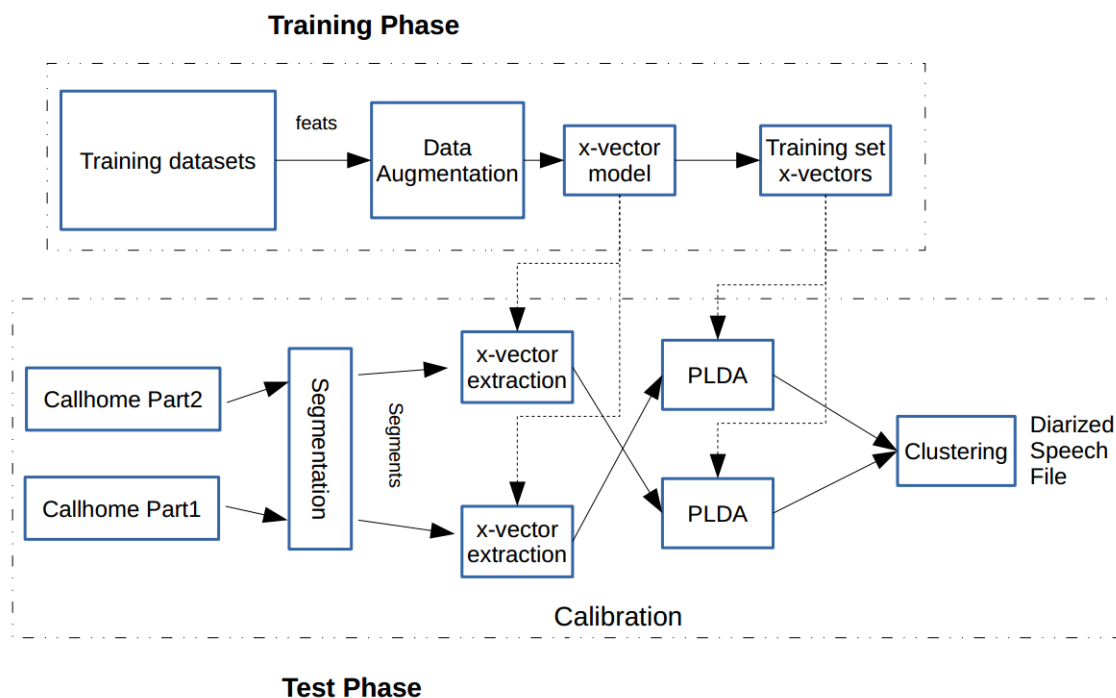 Training Phase
Training datasets
feats
Data
Augmentation
x-vector
model
Training set
x-vectors
Callhome Part2
Callhome Part1
Segmentation
Segments
x-vector
extraction
x-vector
extraction
PLDA
PLDA
Clustering
Diarized
Speech
File
Calibration
Test Phase